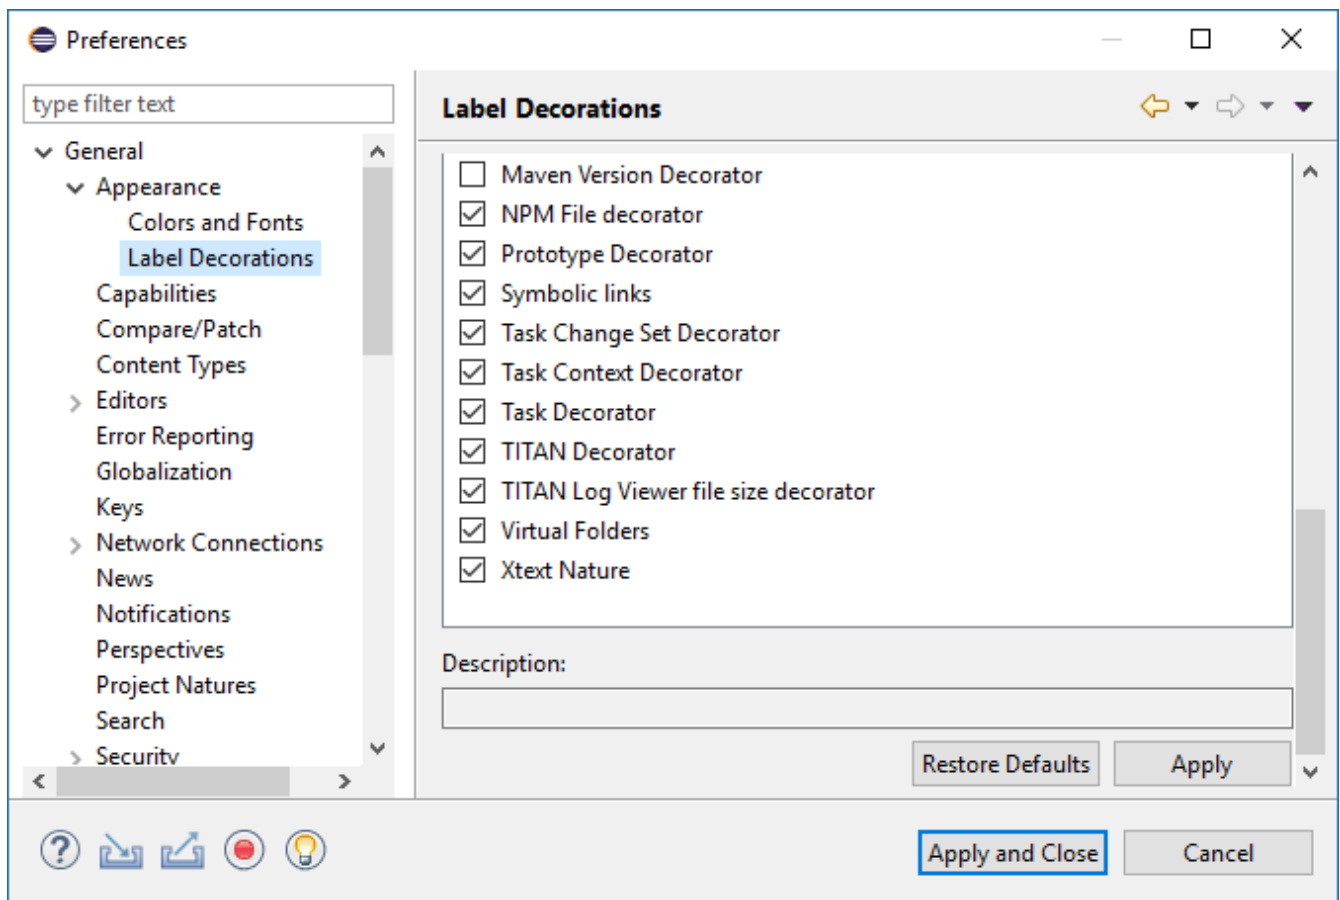 Preferences
type filter text
General
Appearance
Colors and Fonts
Label Decorations
Capabilities
Compare/Patch
Content Types
Editors
Error Reporting
Globalization
Keys
Network Connections
News
Notifications
Perspectives
Project Natures
Search
Security
Label Decorations
Maven Version Decorator
NPM File decorator
Prototype Decorator
Symbolic links
Task Change Set Decorator
Task Context Decorator
Task Decorator
TITAN Decorator
TITAN Log Viewer file size decorator
Virtual Folders
Xtext Nature
Description:
Restore Defaults
Apply
?
Apply and Close
Cancel